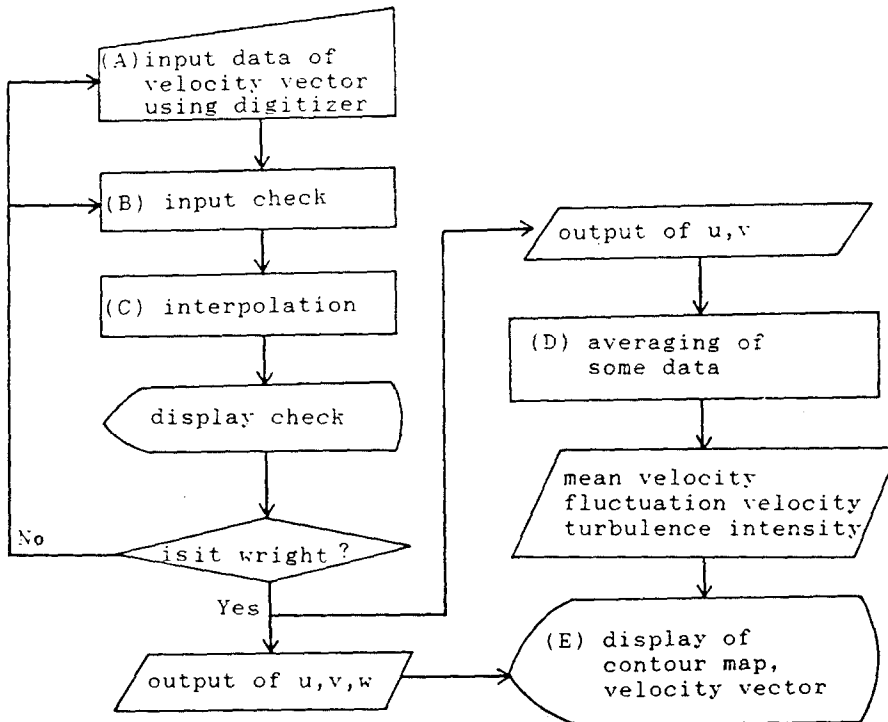 (A) input data of
velocity vector
using digitizer
(B) input check
(C) interpolation
display check
isit wright?
No
Yes
output of u,v,w
output of u,v
(D) averaging of
some data
mean velocity
fluctuation velocity
turbulence intensity
(E) display of
contour map,
velocity vector